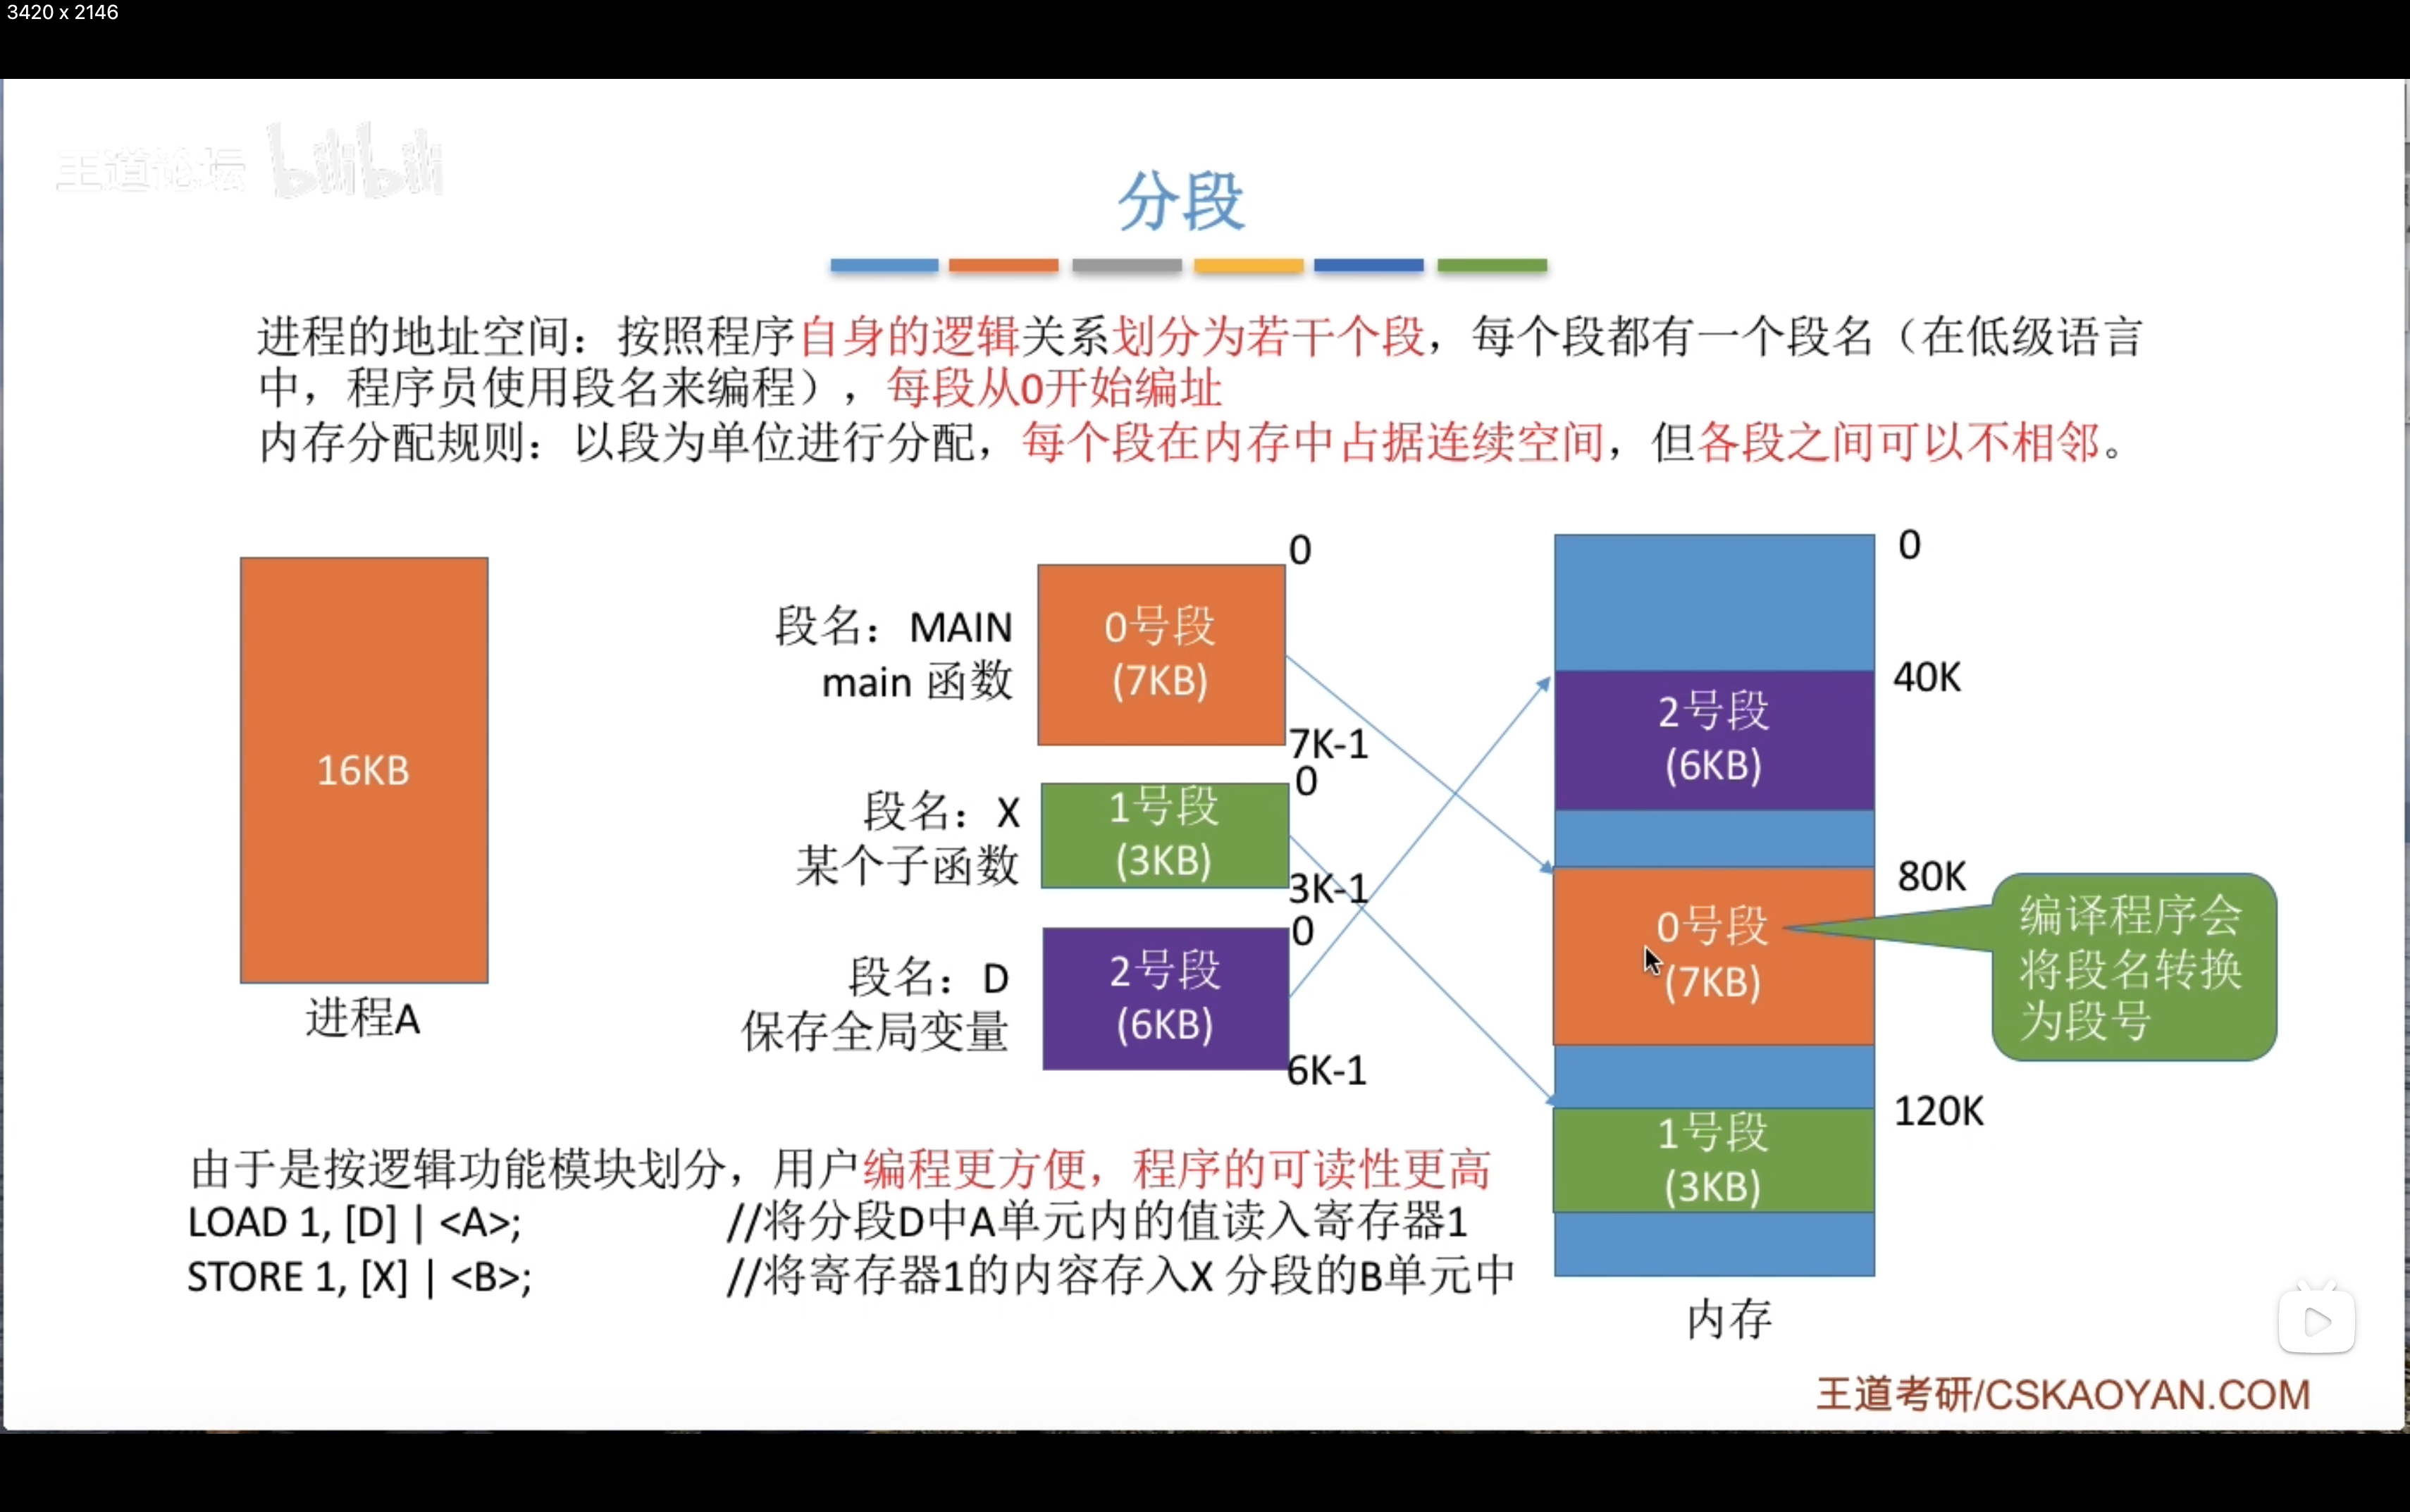 3420 x 2146
王道论坛 bilibili
分段
进程的地址空间：按照程序自身的逻辑关系划分为若干个段，每个段都有一个段名（在低级语言
中，程序员使用段名来编程），每段从0开始编址
内存分配规则：以段为单位进行分配，每个段在内存中占据连续空间，但各段之间可以不相邻。
16KB
进程A
段名：MAIN
main 函数
0号段
(7KB)
0
7K-1
段名：X
某个子函数
1号段
(3KB)
0
3K-1
段名：D
保存全局变量
2号段
(6KB)
0
6K-1
0
40K
2号段
(6KB)
80K
0号段
(7KB)
120K
1号段
(3KB)
内存
编译程序会
将段名转换
为段号
由于是按逻辑功能模块划分，用户编程更方便，程序的可读性更高
LOAD 1, [D] | <A>; //将分段D中A单元内的值读入寄存器1
STORE 1, [X] | <B>; //将寄存器1的内容存入X 分段的B单元中
王道考研/CSKAOYAN.COM